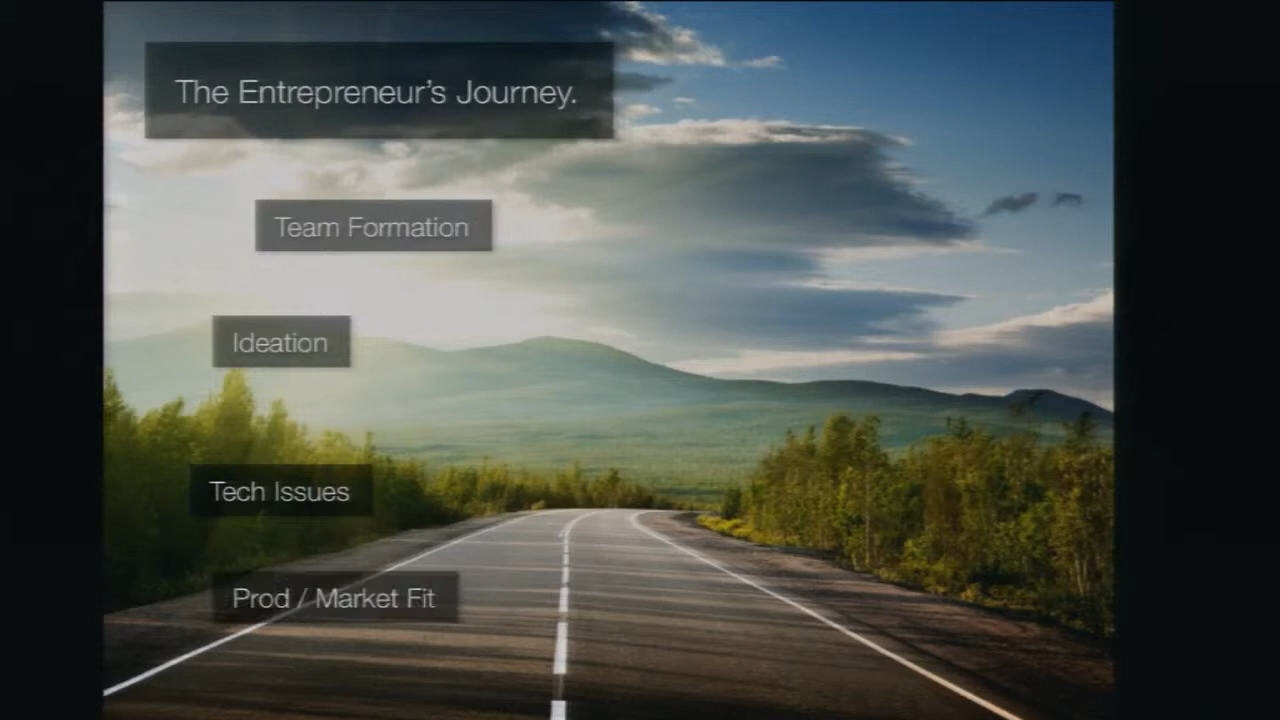 The Entrepreneur's Journey.
Team Formation
Ideation
Tech Issues
Prod / Market Fit